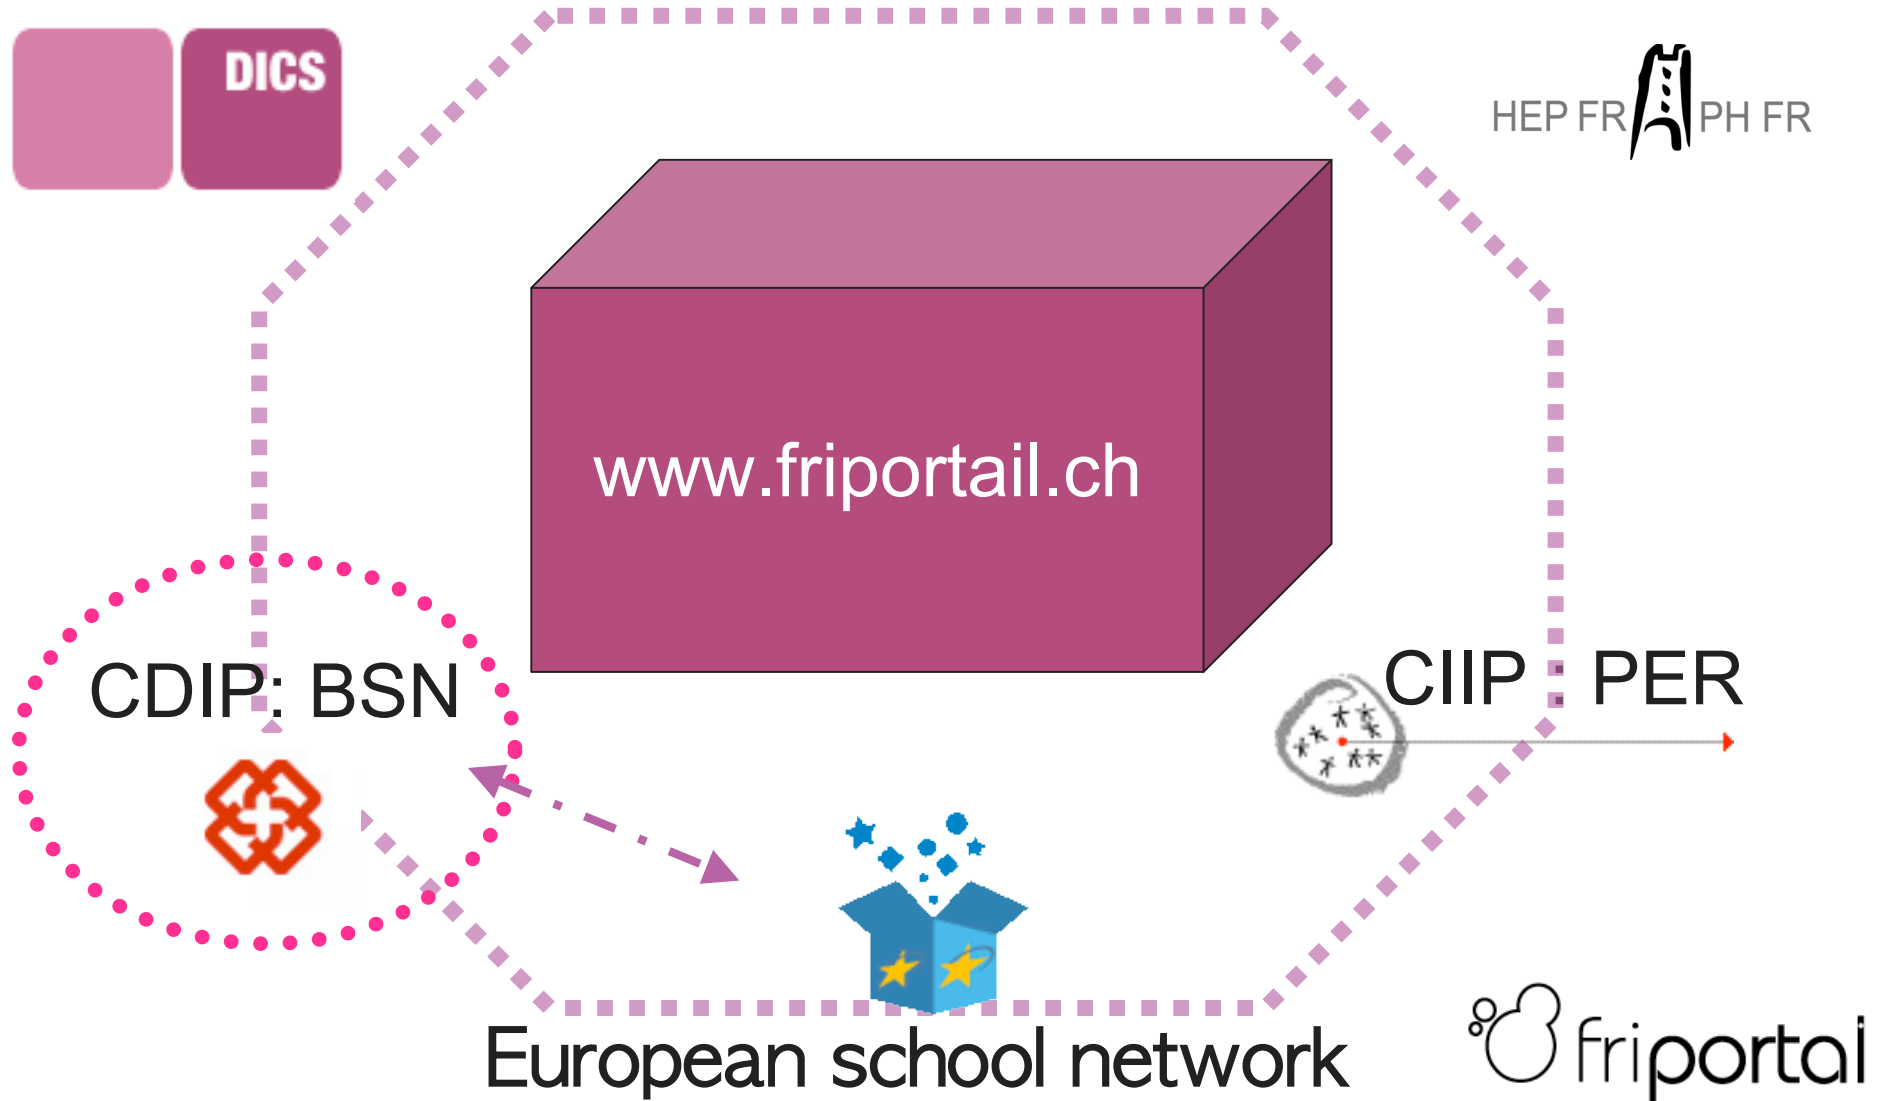 DICS
HEP FR PH FR
www.friportail.ch
CDIP: BSN
CIIP : PER
European school network
friportal